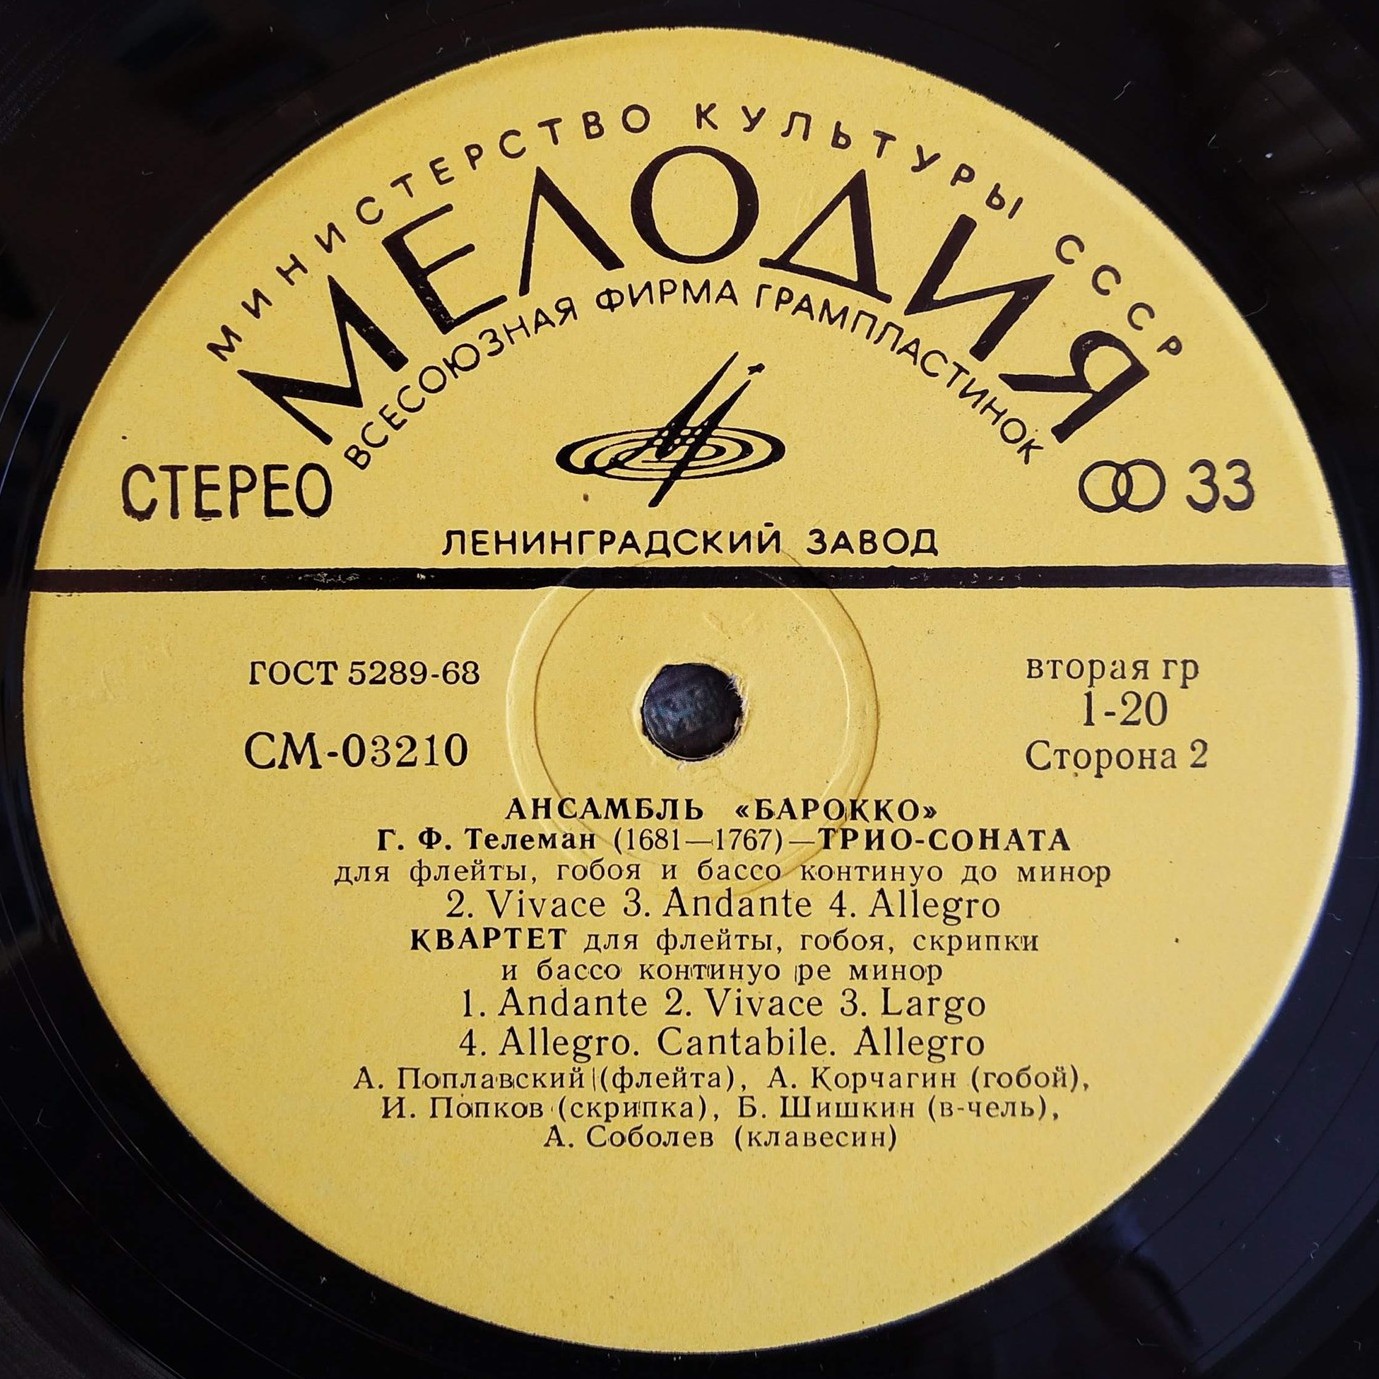 МИНИСТЕРСТВО КУЛЬТУРЫ СССР
МЕЛОДИЯ
ВСЕСОЮЗНАЯ ФИРМА ГРАМПЛАСТИНОК
СТЕРЕО
33
ЛЕНИНГРАДСКИЙ ЗАВОД
ГОСТ 5289-68
вторая гр
1-20
СМ-03210
Сторона 2
АНСАМБЛЬ «БАРОККО»
Г. Ф. Телеман (1681—1767)—ТРИО-СОНАТА
для флейты, гобоя и бассо континуо до минор
2. Vivace 3. Andante 4. Allegro
КВАРТЕТ для флейты, гобоя, скрипки
и бассо континуо ре минор
1. Andante 2. Vivace 3. Largo
4. Allegro. Cantabile. Allegro
А. Поплавский (флейта), А. Корчагин (гобой),
И. Попков (скрипка), Б. Шишкин (в-чель),
А. Соболев (клавесин)